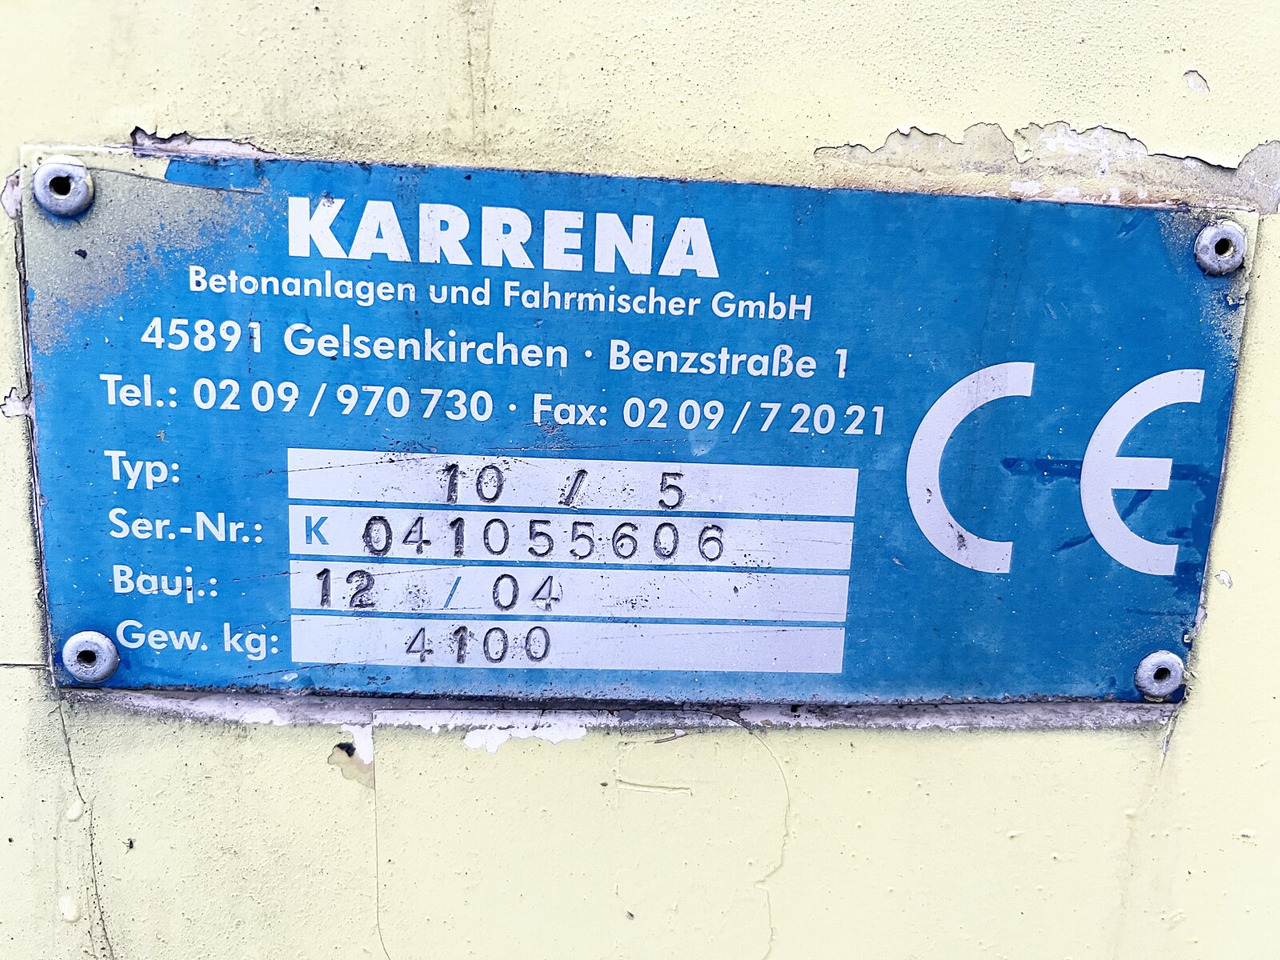 KARRENA
Betonanlagen und Fahrmischer GmbH
45891 Gelsenkirchen · Benzstraße 1
Tel.: 02 09 / 970 730 · Fax: 02 09 / 7 20 21
Typ: 10 / 5
Ser.-Nr.: K 041055606
Bauj.: 12 / 04
Gew. kg: 4100
CE